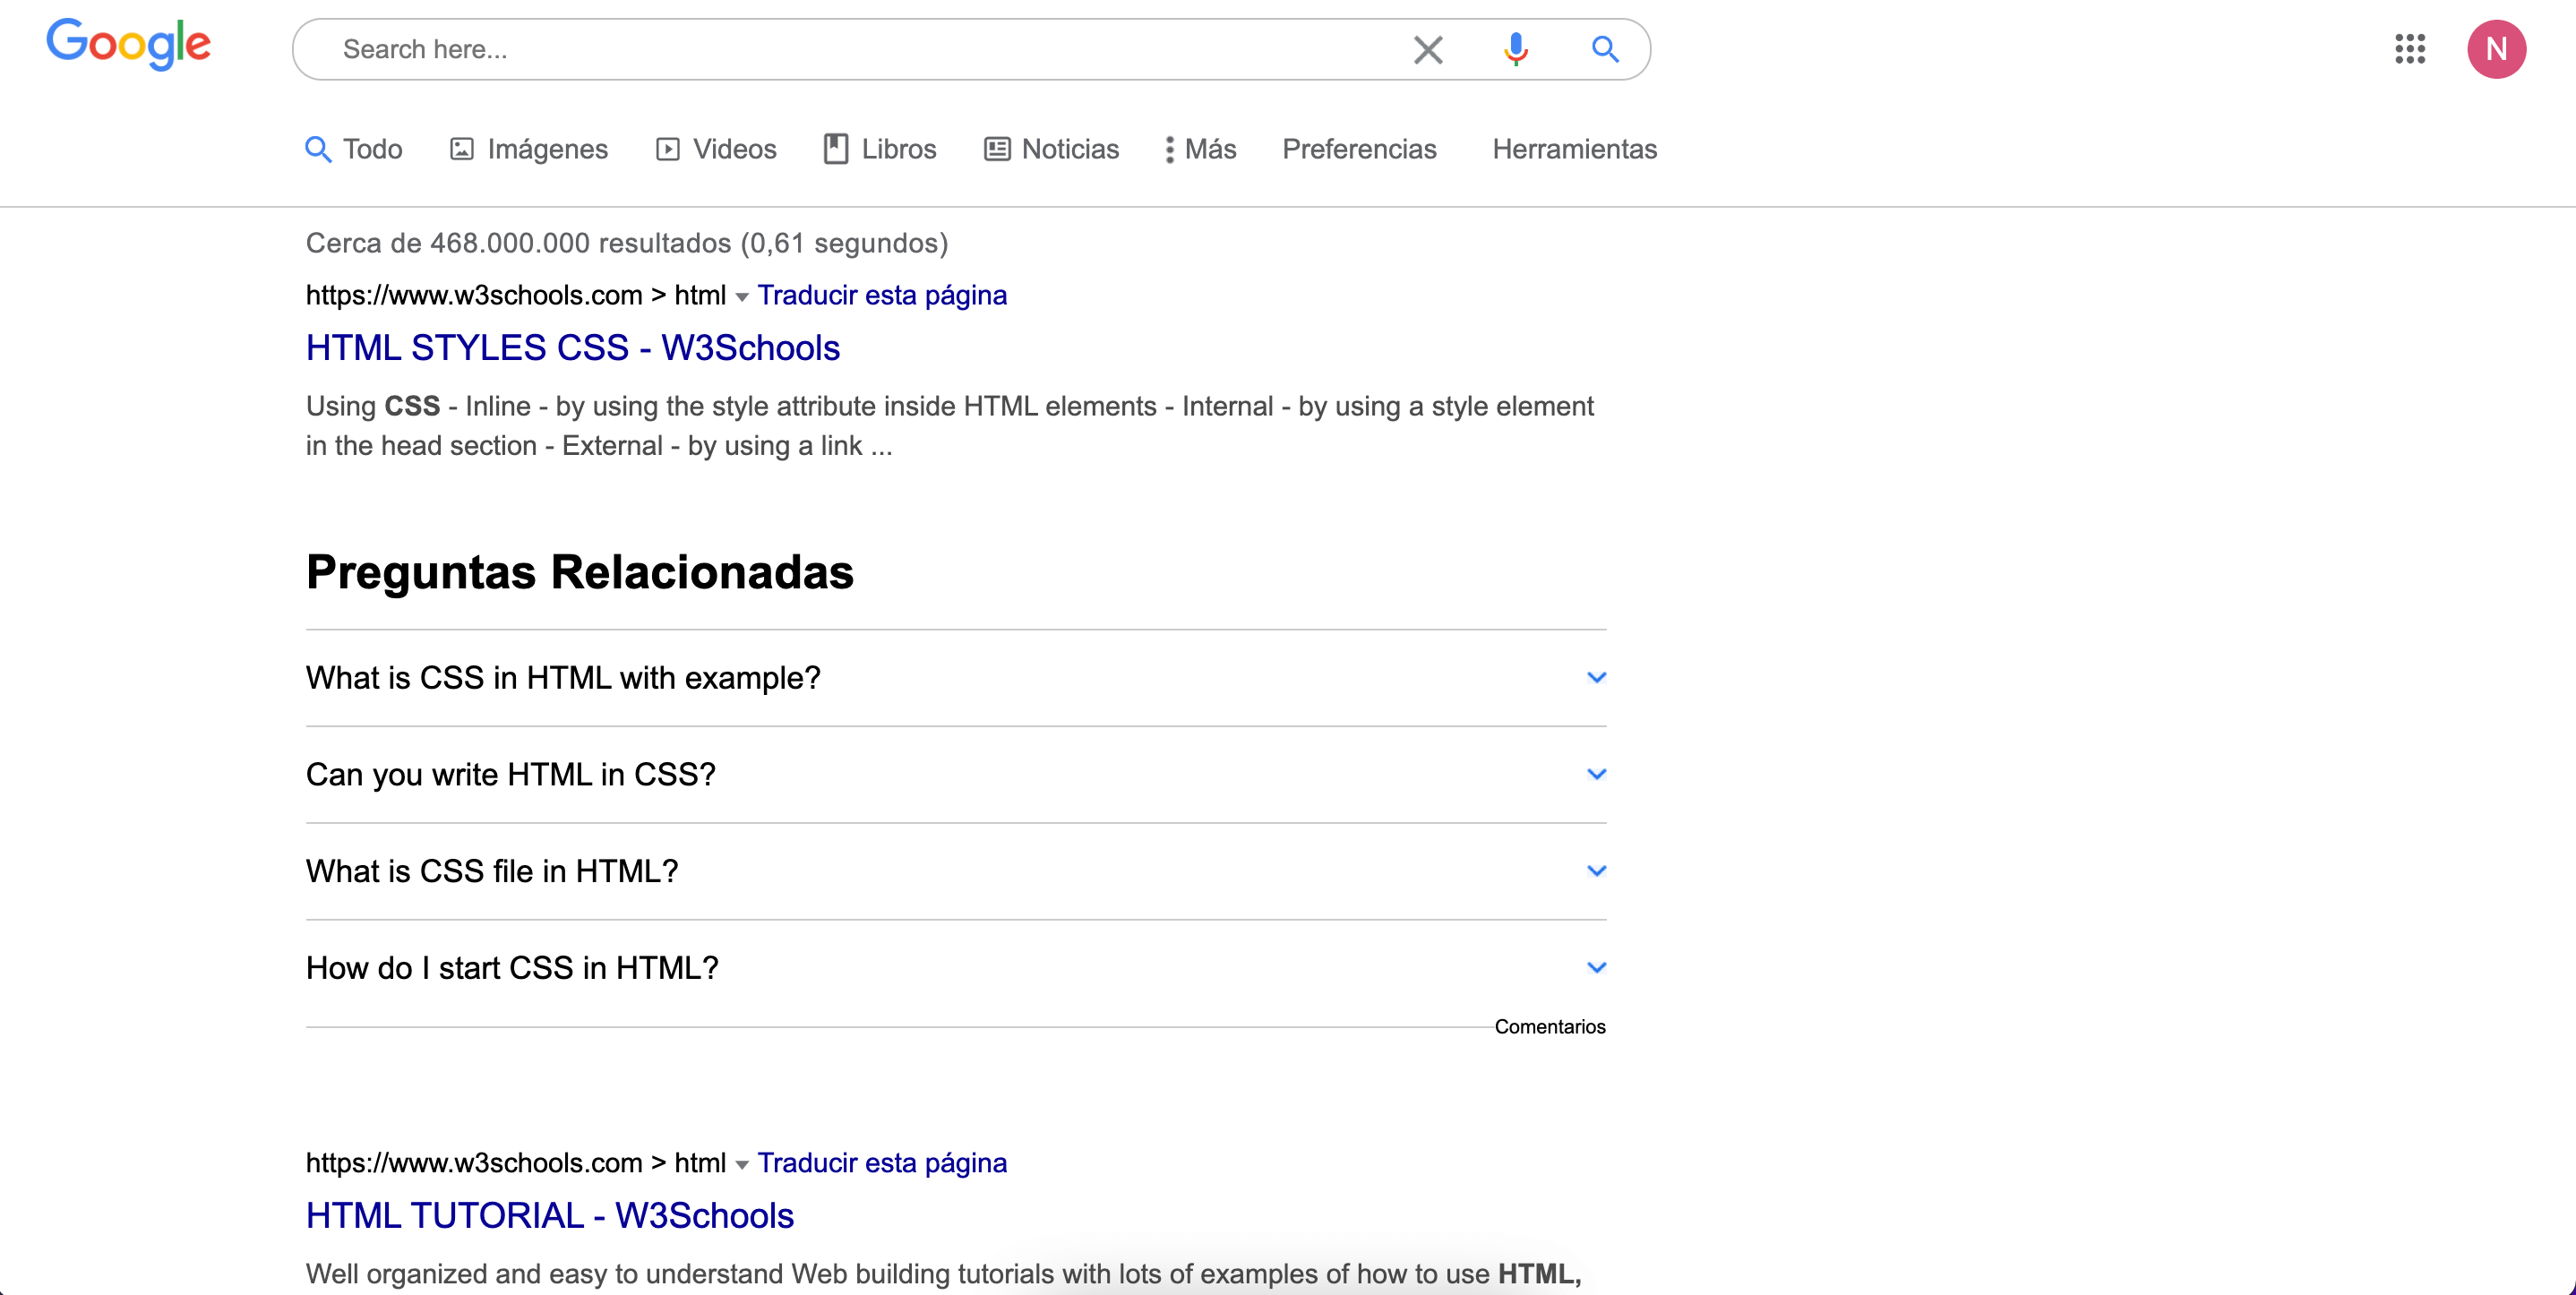 Google
Search here...
N
Todo Imágenes Videos Libros Noticias Más Preferencias Herramientas
Cerca de 468.000.000 resultados (0,61 segundos)
https://www.w3schools.com > html Traducir esta página
HTML STYLES CSS - W3Schools
Using CSS - Inline - by using the style attribute inside HTML elements - Internal - by using a style element
in the head section - External - by using a link ...
Preguntas Relacionadas
What is CSS in HTML with example?
Can you write HTML in CSS?
What is CSS file in HTML?
How do I start CSS in HTML?
Comentarios
https://www.w3schools.com > html Traducir esta página
HTML TUTORIAL - W3Schools
Well organized and easy to understand Web building tutorials with lots of examples of how to use HTML,